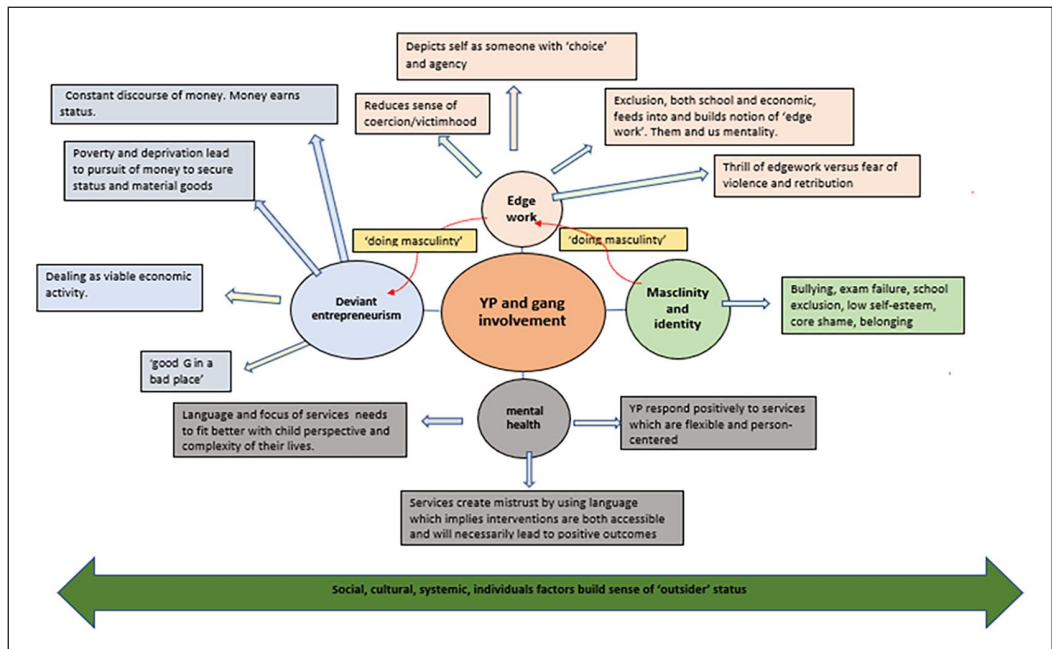 Depicts self as someone with ‘choice’
and agency
Constant discourse of money. Money earns
status.
Reduces sense of
coercion/victimhood
Exclusion, both school and economic,
feeds into and builds notion of ‘edge
work’. Them and us mentality.
Poverty and deprivation lead
to pursuit of money to secure
status and material goods
Thrill of edgework versus fear of
violence and retribution
Edge
work
‘doing masculinty’
‘doing masculinty’
Dealing as viable economic
activity.
Deviant
entrepreneurism
YP and gang
involvement
Masclinity
and
identity
Bullying, exam failure, school
exclusion, low self-esteem,
core shame, belonging
‘good G in a
bad place’
Language and focus of services needs
to fit better with child perspective and
complexity of their lives.
mental
health
YP respond positively to services
which are flexible and person-
centered
Services create mistrust by using language
which implies interventions are both accessible
and will necessarily lead to positive outcomes
Social, cultural, systemic, individuals factors build sense of ‘outsider’ status